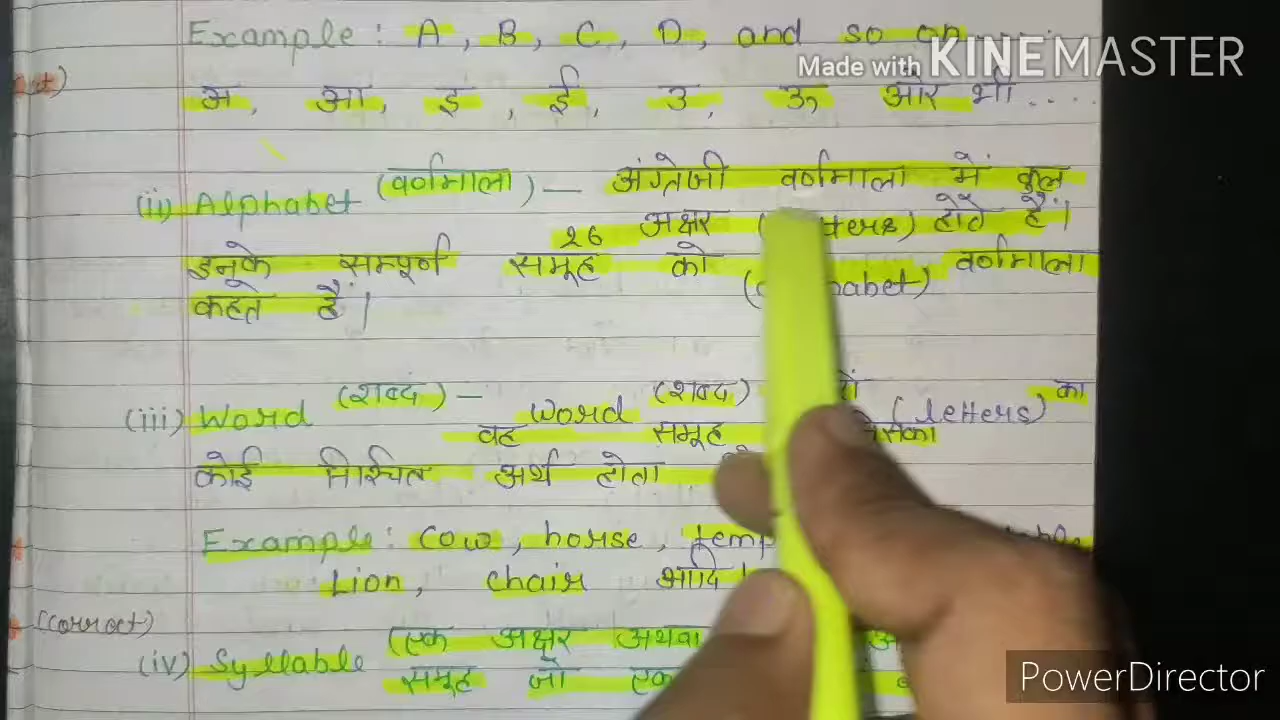 Example: A, B, C, D, and so on.....
Made with KINEMASTER
अ, आ, इ, ई, उ, ऊ और भी....
(ii) Alphabet (वर्णमाला) — अंग्रेजी वर्णमाला में कुल
26 अक्षर होते हैं।
इनके सम्पूर्ण समूह को वर्णमाला
कहते हैं।
(iii) Word (शब्द) — word (शब्द) (letters) का
वह समूह
कोई निश्चित अर्थ होता
Example: Cow, horse,
Lion, chair आदि।
(correct)
(iv) Syllable (एक अक्षर अथवा
समूह जो एक
PowerDirector